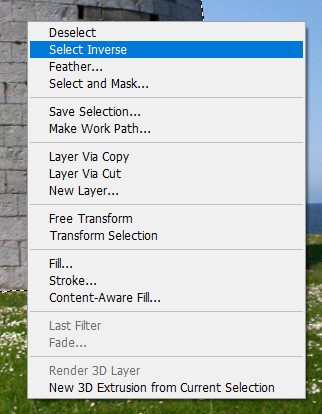 Deselect
Select Inverse
Feather...
Select and Mask...
Save Selection...
Make Work Path...
Layer Via Copy
Layer Via Cut
New Layer...
Free Transform
Transform Selection
Fill...
Stroke...
Content-Aware Fill...
Last Filter
Fade...
Render 3D Layer
New 3D Extrusion from Current Selection